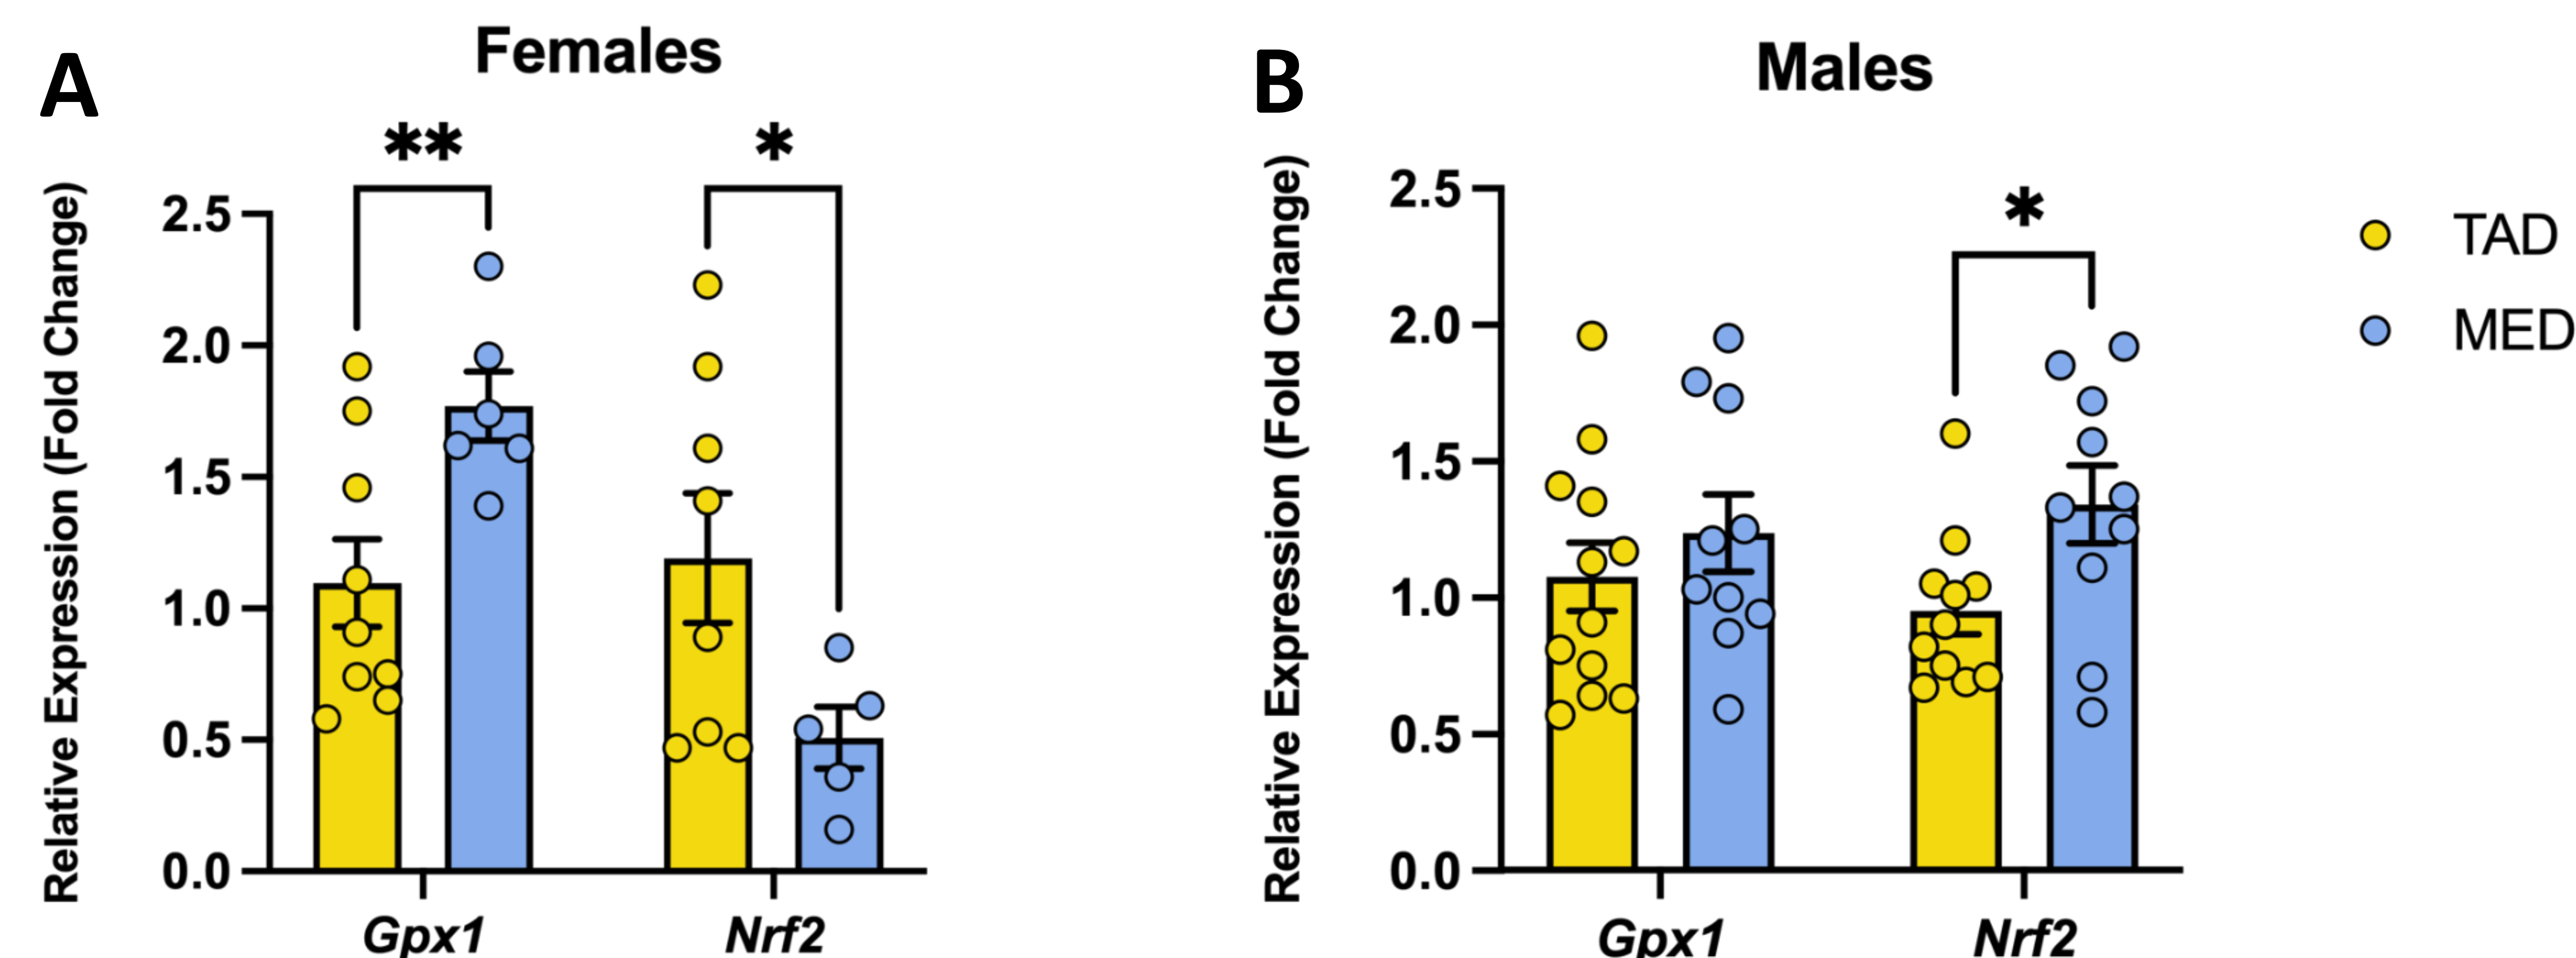 A
Females
**
*
Relative Expression (Fold Change)
2.5
2.0
1.5
1.0
0.5
0.0
Gpx1
Nrf2
B
Males
*
Relative Expression (Fold Change)
2.5
2.0
1.5
1.0
0.5
0.0
Gpx1
Nrf2
TAD
MED